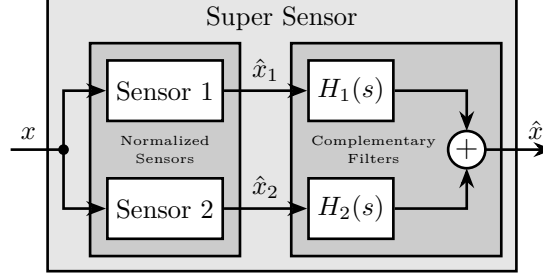 Super Sensor
x
Sensor 1
x̂₁
H₁(s)
Normalized
Sensors
Complementary
Filters
+
x̂
Sensor 2
x̂₂
H₂(s)